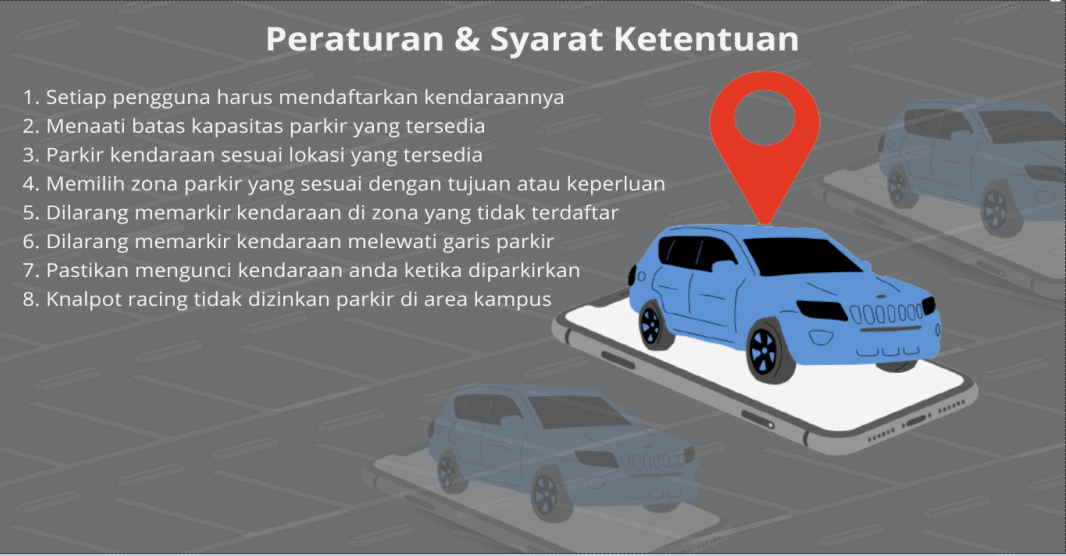 Peraturan & Syarat Ketentuan
1. Setiap pengguna harus mendaftarkan kendaraannya
2. Menaati batas kapasitas parkir yang tersedia
3. Parkir kendaraan sesuai lokasi yang tersedia
4. Memilih zona parkir yang sesuai dengan tujuan atau keperluan
5. Dilarang memarkir kendaraan di zona yang tidak terdaftar
6. Dilarang memarkir kendaraan melewati garis parkir
7. Pastikan mengunci kendaraan anda ketika diparkirkan
8. Knalpot racing tidak dizinkan parkir di area kampus